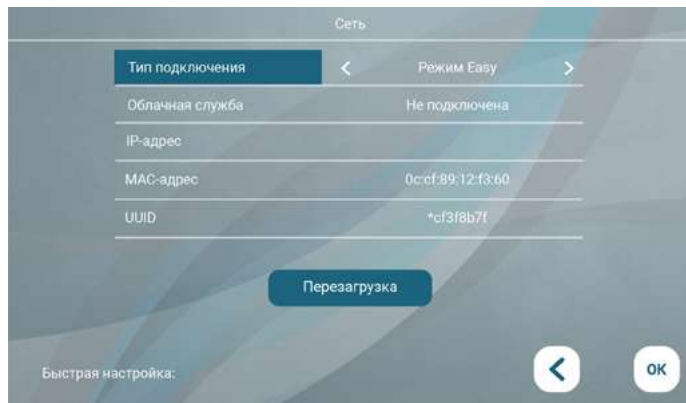 Сеть
Тип подключения Режим Easy
Облачная служба Не подключена
IP-адрес
MAC-адрес 0c:cf:89:12:f3:60
UUID *cf3f8b7f
Перезагрузка
Быстрая настройка: ОК